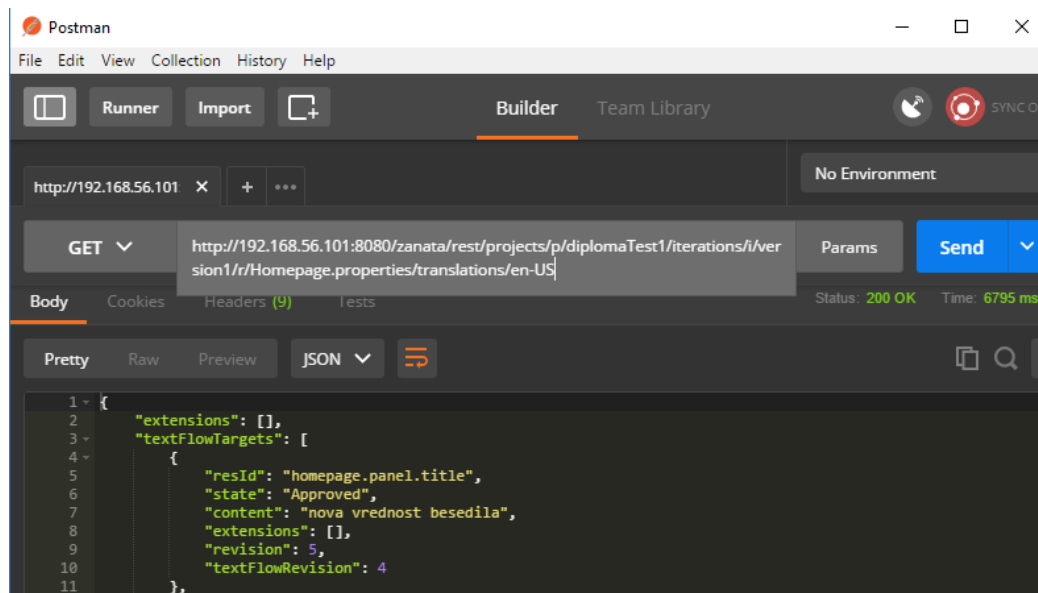 Postman
File Edit View Collection History Help
Runner Import Builder Team Library SYNC O
http://192.168.56.101 No Environment
GET http://192.168.56.101:8080/zanata/rest/projects/p/diplomaTest1/iterations/i/ver Params Send
sion1/r/Homepage.properties/translations/en-US
Body Cookies Headers (9) Tests Status: 200 OK Time: 6795 ms
Pretty Raw Preview JSON
1 {
2 "extensions": [],
3 "textFlowTargets": [
4 {
5 "resId": "homepage.panel.title",
6 "state": "Approved",
7 "content": "nova vrednost besedila",
8 "extensions": [],
9 "revision": 5,
10 "textFlowRevision": 4
11 },